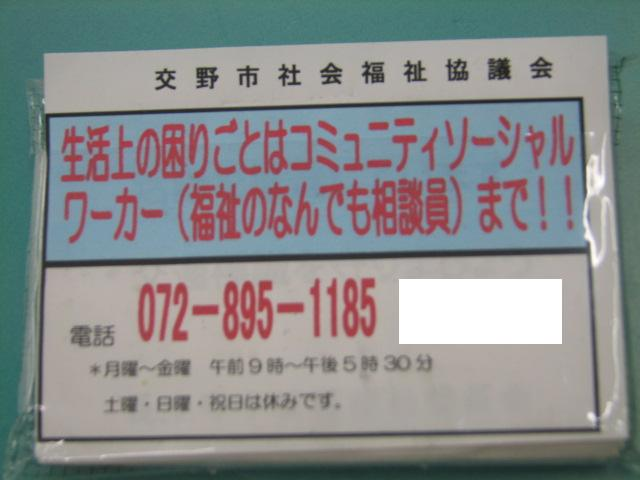 交野市社会福祉協議会
生活上の困りごとはコミュニティソーシャル
ワーカー（福祉のなんでも相談員）まで！！
電話 072－895－1185
＊月曜～金曜 午前9時～午後5時30分
土曜・日曜・祝日は休みです。